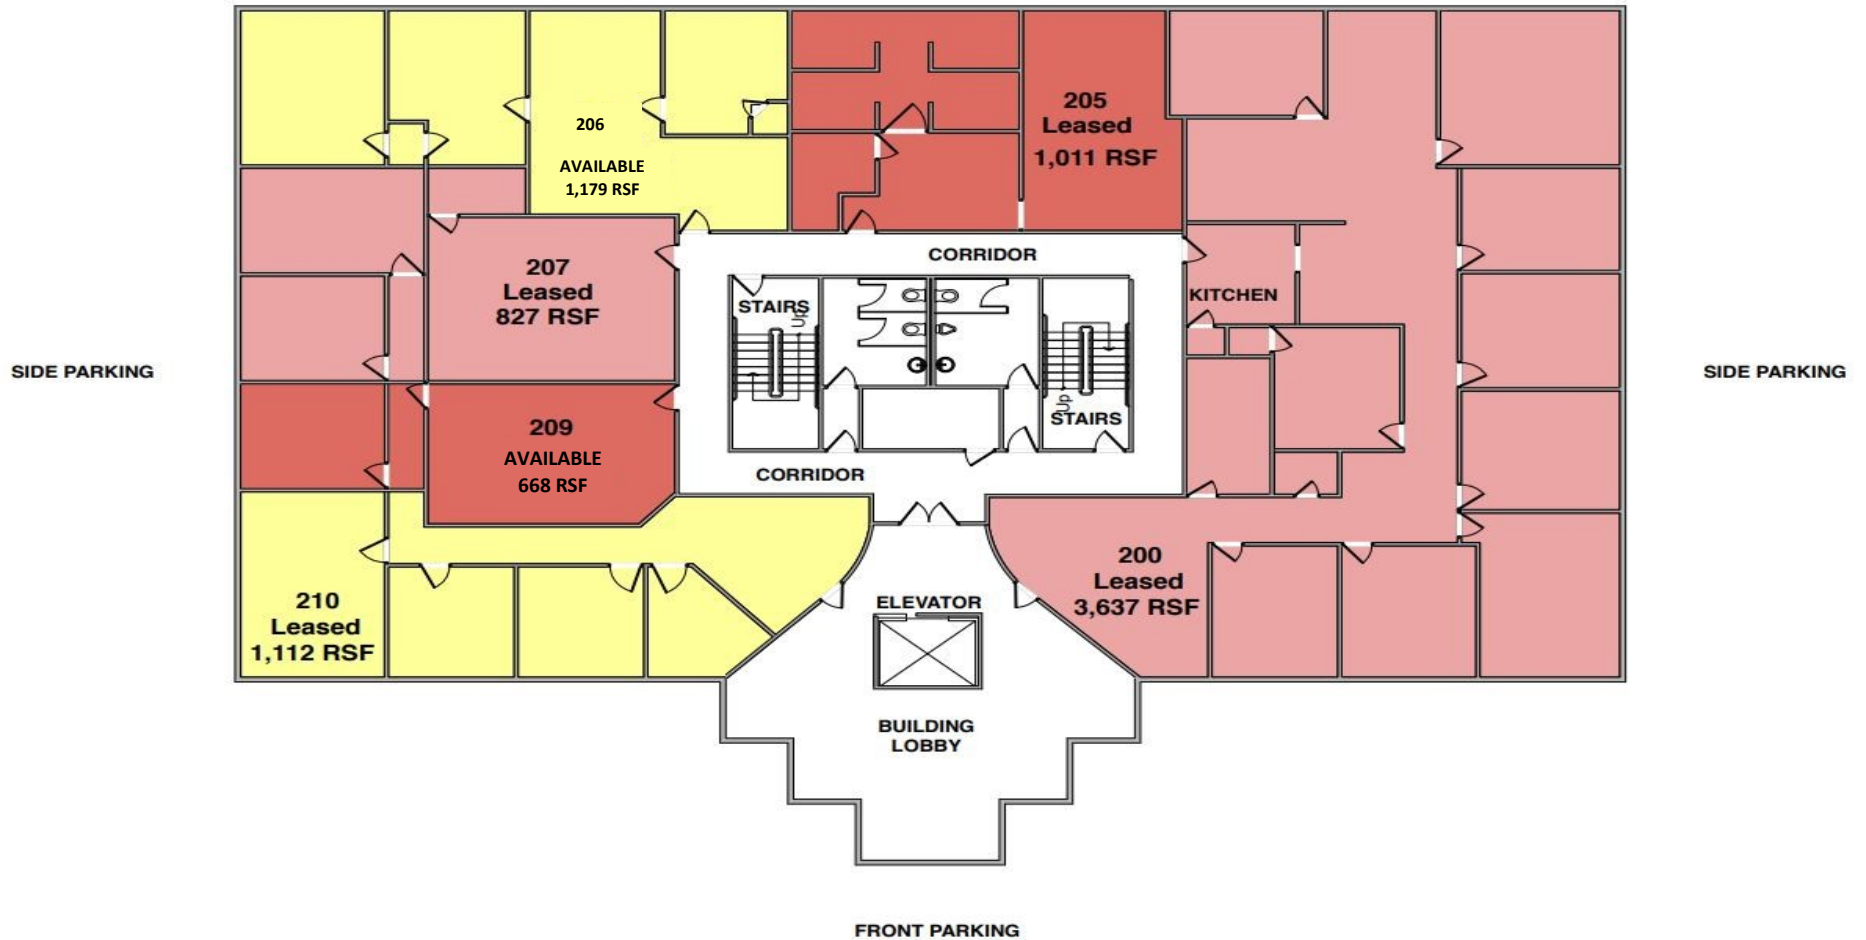 206
AVAILABLE
1,179 RSF
205
Leased
1,011 RSF
CORRIDOR
207
Leased
827 RSF
STAIRS
Up
KITCHEN
SIDE PARKING
SIDE PARKING
Up
STAIRS
209
AVAILABLE
668 RSF
CORRIDOR
200
Leased
3,637 RSF
210
Leased
1,112 RSF
ELEVATOR
BUILDING
LOBBY
FRONT PARKING